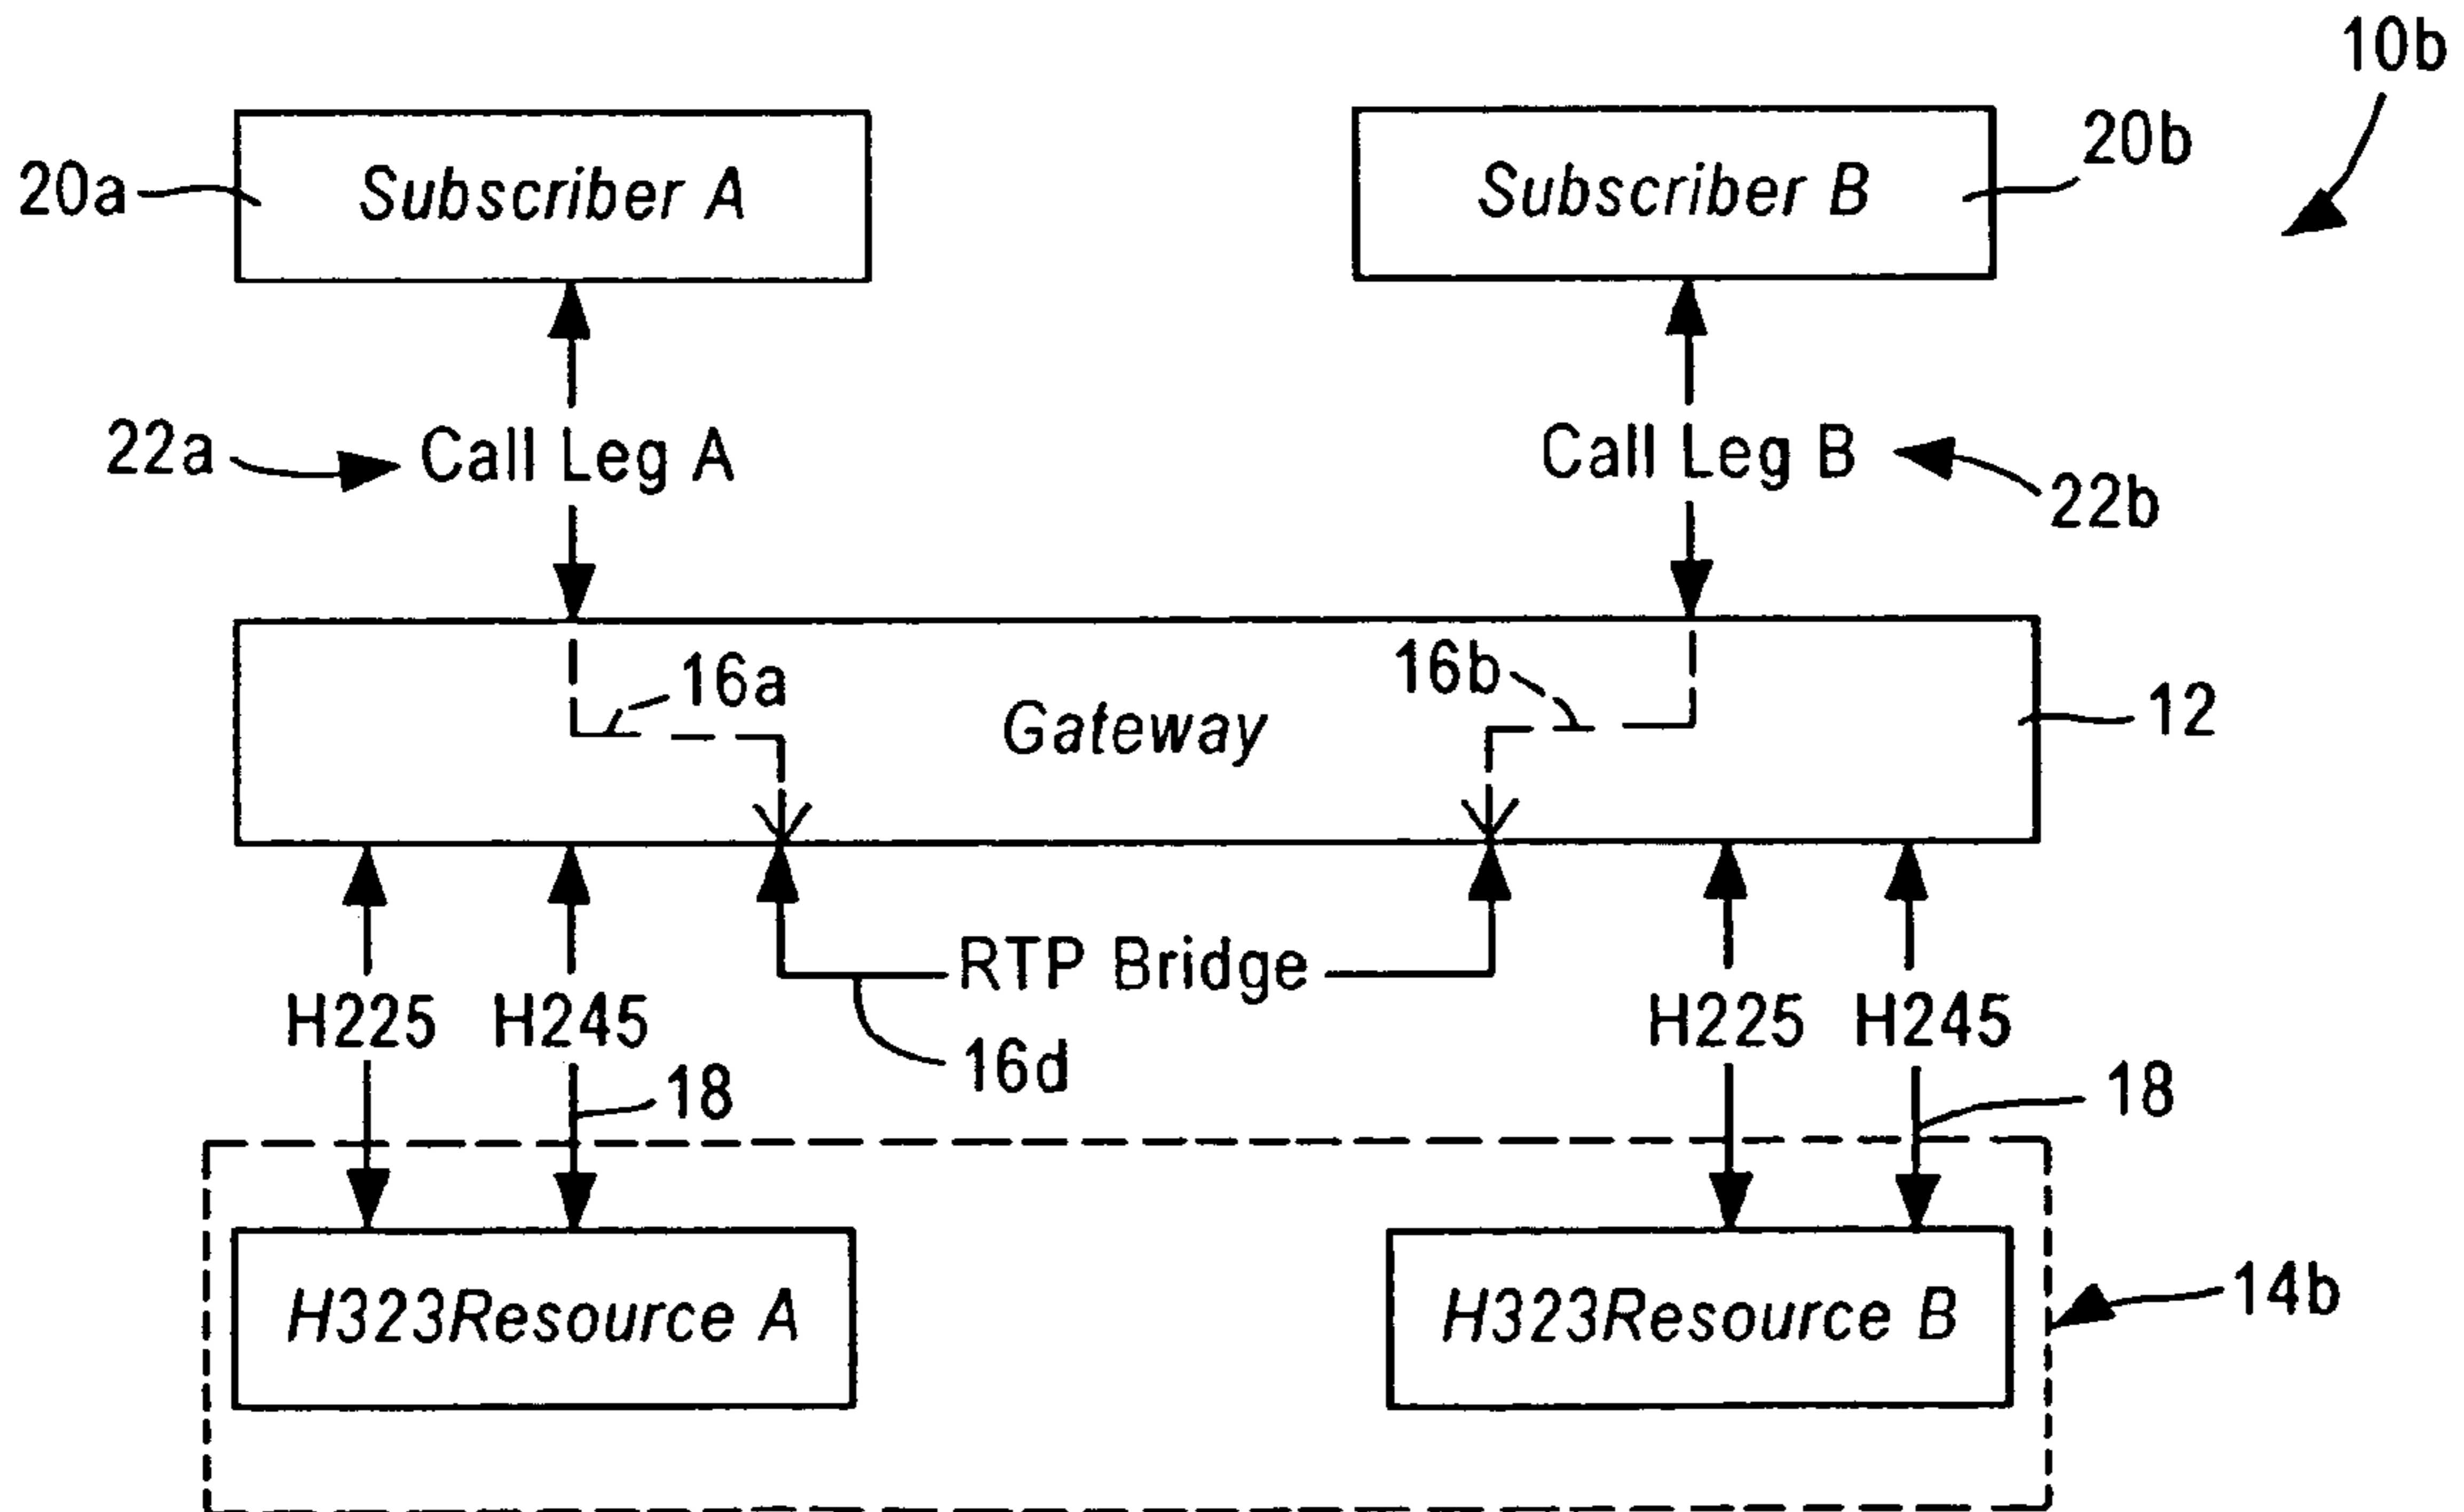 10b
20a
Subscriber A
Subscriber B
20b
22a
Call Leg A
Call Leg B
22b
16a
16b
Gateway
12
RTP Bridge
H225
H245
H225
H245
16d
18
18
H323Resource A
H323Resource B
14b